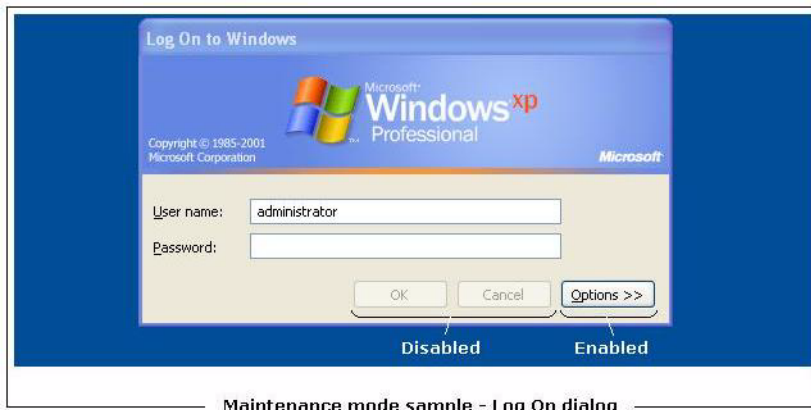 Log On to Windows
Microsoft®
Windows xp
Professional
Copyright © 1985-2001
Microsoft Corporation
Microsoft
User name:
administrator
Password:
OK
Cancel
Options >>
Disabled
Enabled
Maintenance mode sample - Log On dialog